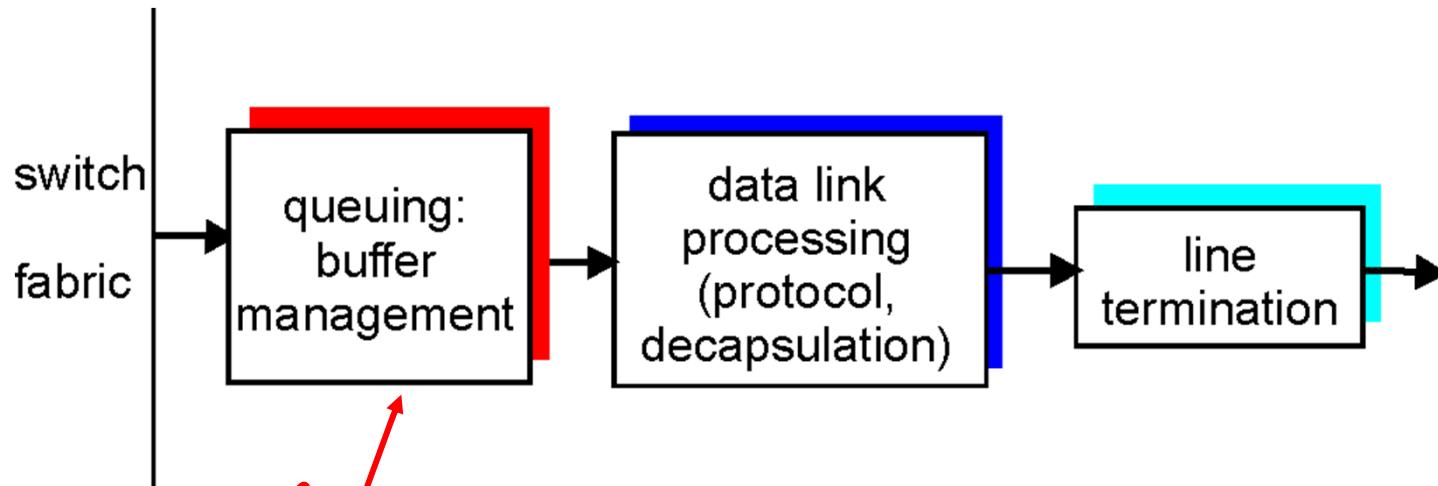 switch
fabric
queuing:
buffer
management
data link
processing
(protocol,
decapsulation)
line
termination